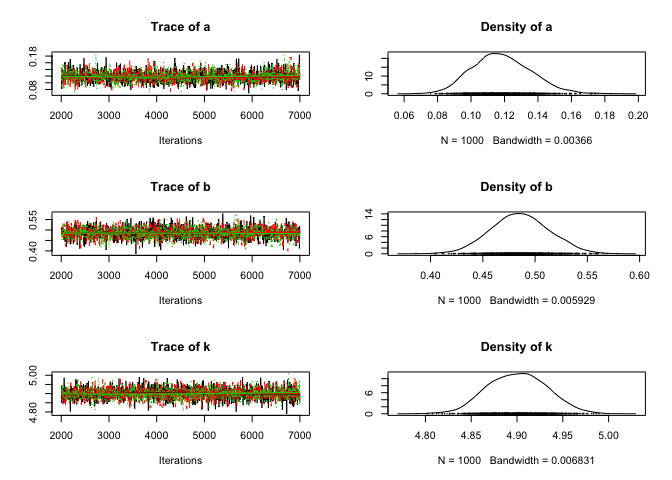 Trace of a
0.18
0.08
2000 3000 4000 5000 6000 7000
Iterations
Density of a
10
0
0.06 0.08 0.10 0.12 0.14 0.16 0.18 0.20
N = 1000 Bandwidth = 0.00366
Trace of b
0.55
0.40
2000 3000 4000 5000 6000 7000
Iterations
Density of b
14
6
0
0.40 0.45 0.50 0.55 0.60
N = 1000 Bandwidth = 0.005929
Trace of k
5.00
4.80
2000 3000 4000 5000 6000 7000
Iterations
Density of k
6
0
4.80 4.85 4.90 4.95 5.00
N = 1000 Bandwidth = 0.006831